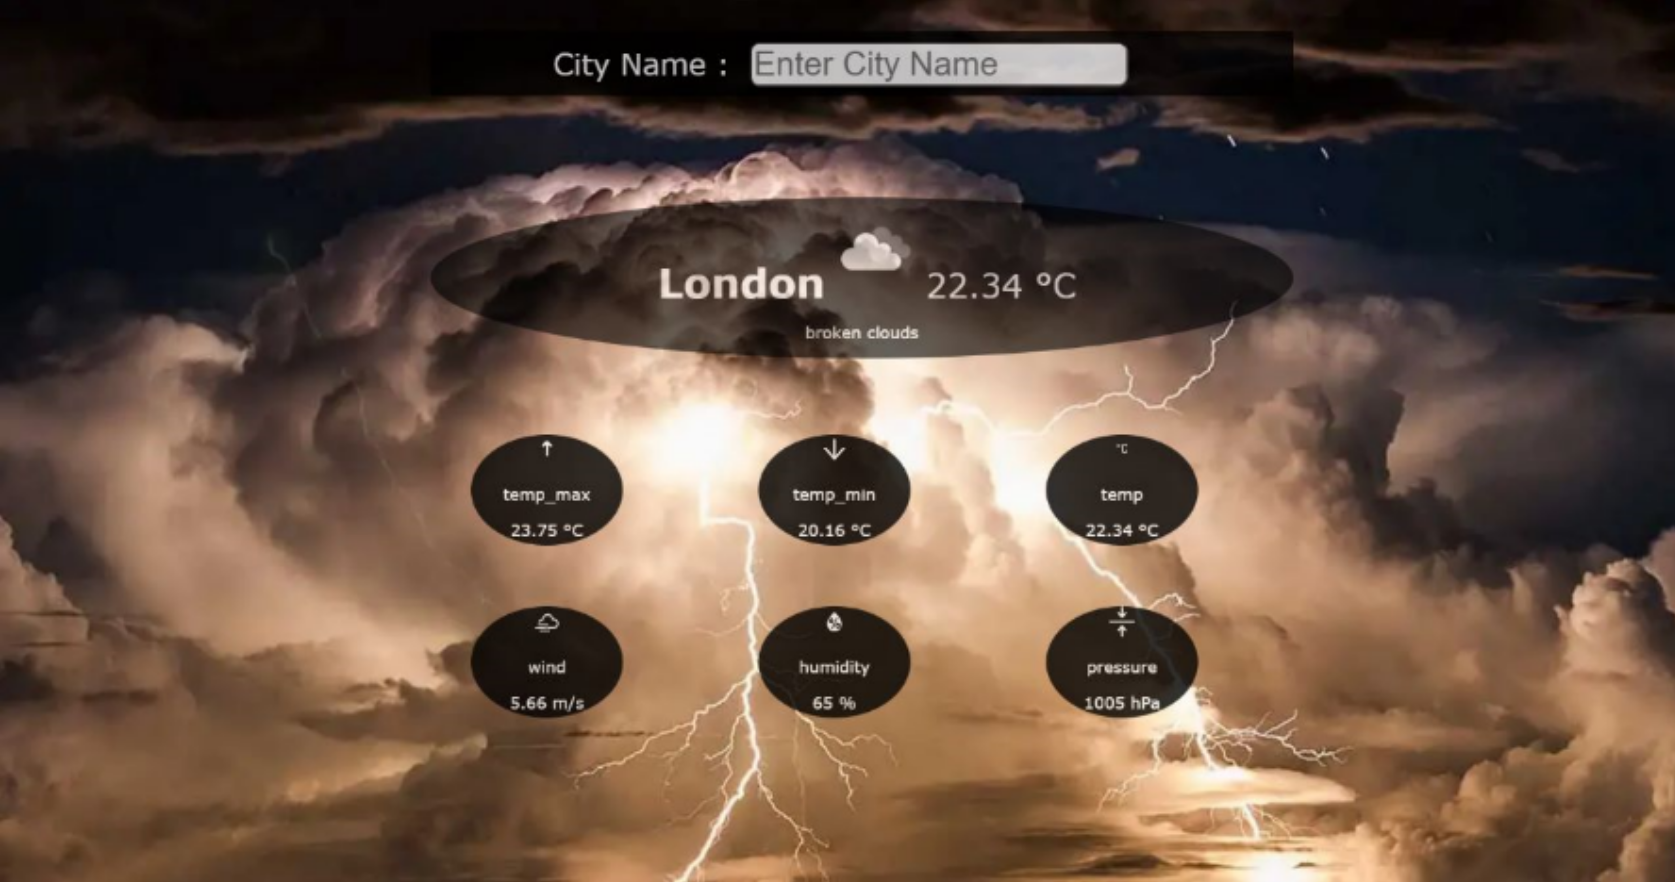 City Name : Enter City Name
London 22.34 °C
broken clouds
°C
temp_max temp_min temp
23.75 °C 20.16 °C 22.34 °C
wind humidity pressure
5.66 m/s 65 % 1005 hPa